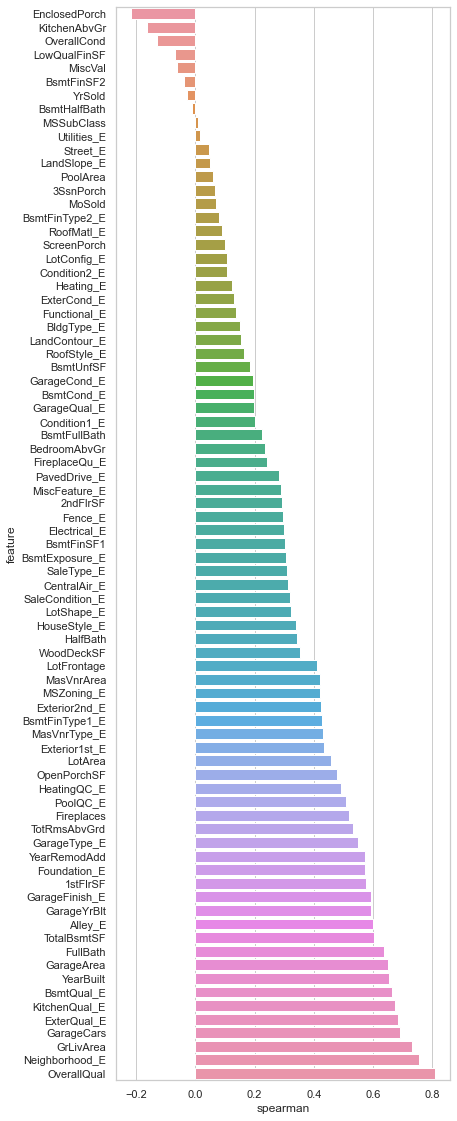 EnclosedPorch
KitchenAbvGr
OverallCond
LowQualFinSF
MiscVal
BsmtFinSF2
YrSold
BsmtHalfBath
MSSubClass
Utilities_E
Street_E
LandSlope_E
PoolArea
3SsnPorch
MoSold
BsmtFinType2_E
RoofMatl_E
ScreenPorch
LotConfig_E
Condition2_E
Heating_E
ExterCond_E
Functional_E
BldgType_E
LandContour_E
RoofStyle_E
BsmtUnfSF
GarageCond_E
BsmtCond_E
GarageQual_E
Condition1_E
BsmtFullBath
BedroomAbvGr
FireplaceQu_E
PavedDrive_E
MiscFeature_E
2ndFlrSF
Fence_E
Electrical_E
BsmtFinSF1
BsmtExposure_E
SaleType_E
CentralAir_E
SaleCondition_E
LotShape_E
HouseStyle_E
HalfBath
WoodDeckSF
LotFrontage
MasVnrArea
MSZoning_E
Exterior2nd_E
BsmtFinType1_E
MasVnrType_E
Exterior1st_E
LotArea
OpenPorchSF
HeatingQC_E
PoolQC_E
Fireplaces
TotRmsAbvGrd
GarageType_E
YearRemodAdd
Foundation_E
1stFlrSF
GarageFinish_E
GarageYrBlt
Alley_E
TotalBsmtSF
FullBath
GarageArea
YearBuilt
BsmtQual_E
KitchenQual_E
ExterQual_E
GarageCars
GrLivArea
Neighborhood_E
OverallQual
feature
−0.2 0.0 0.2 0.4 0.6 0.8
spearman